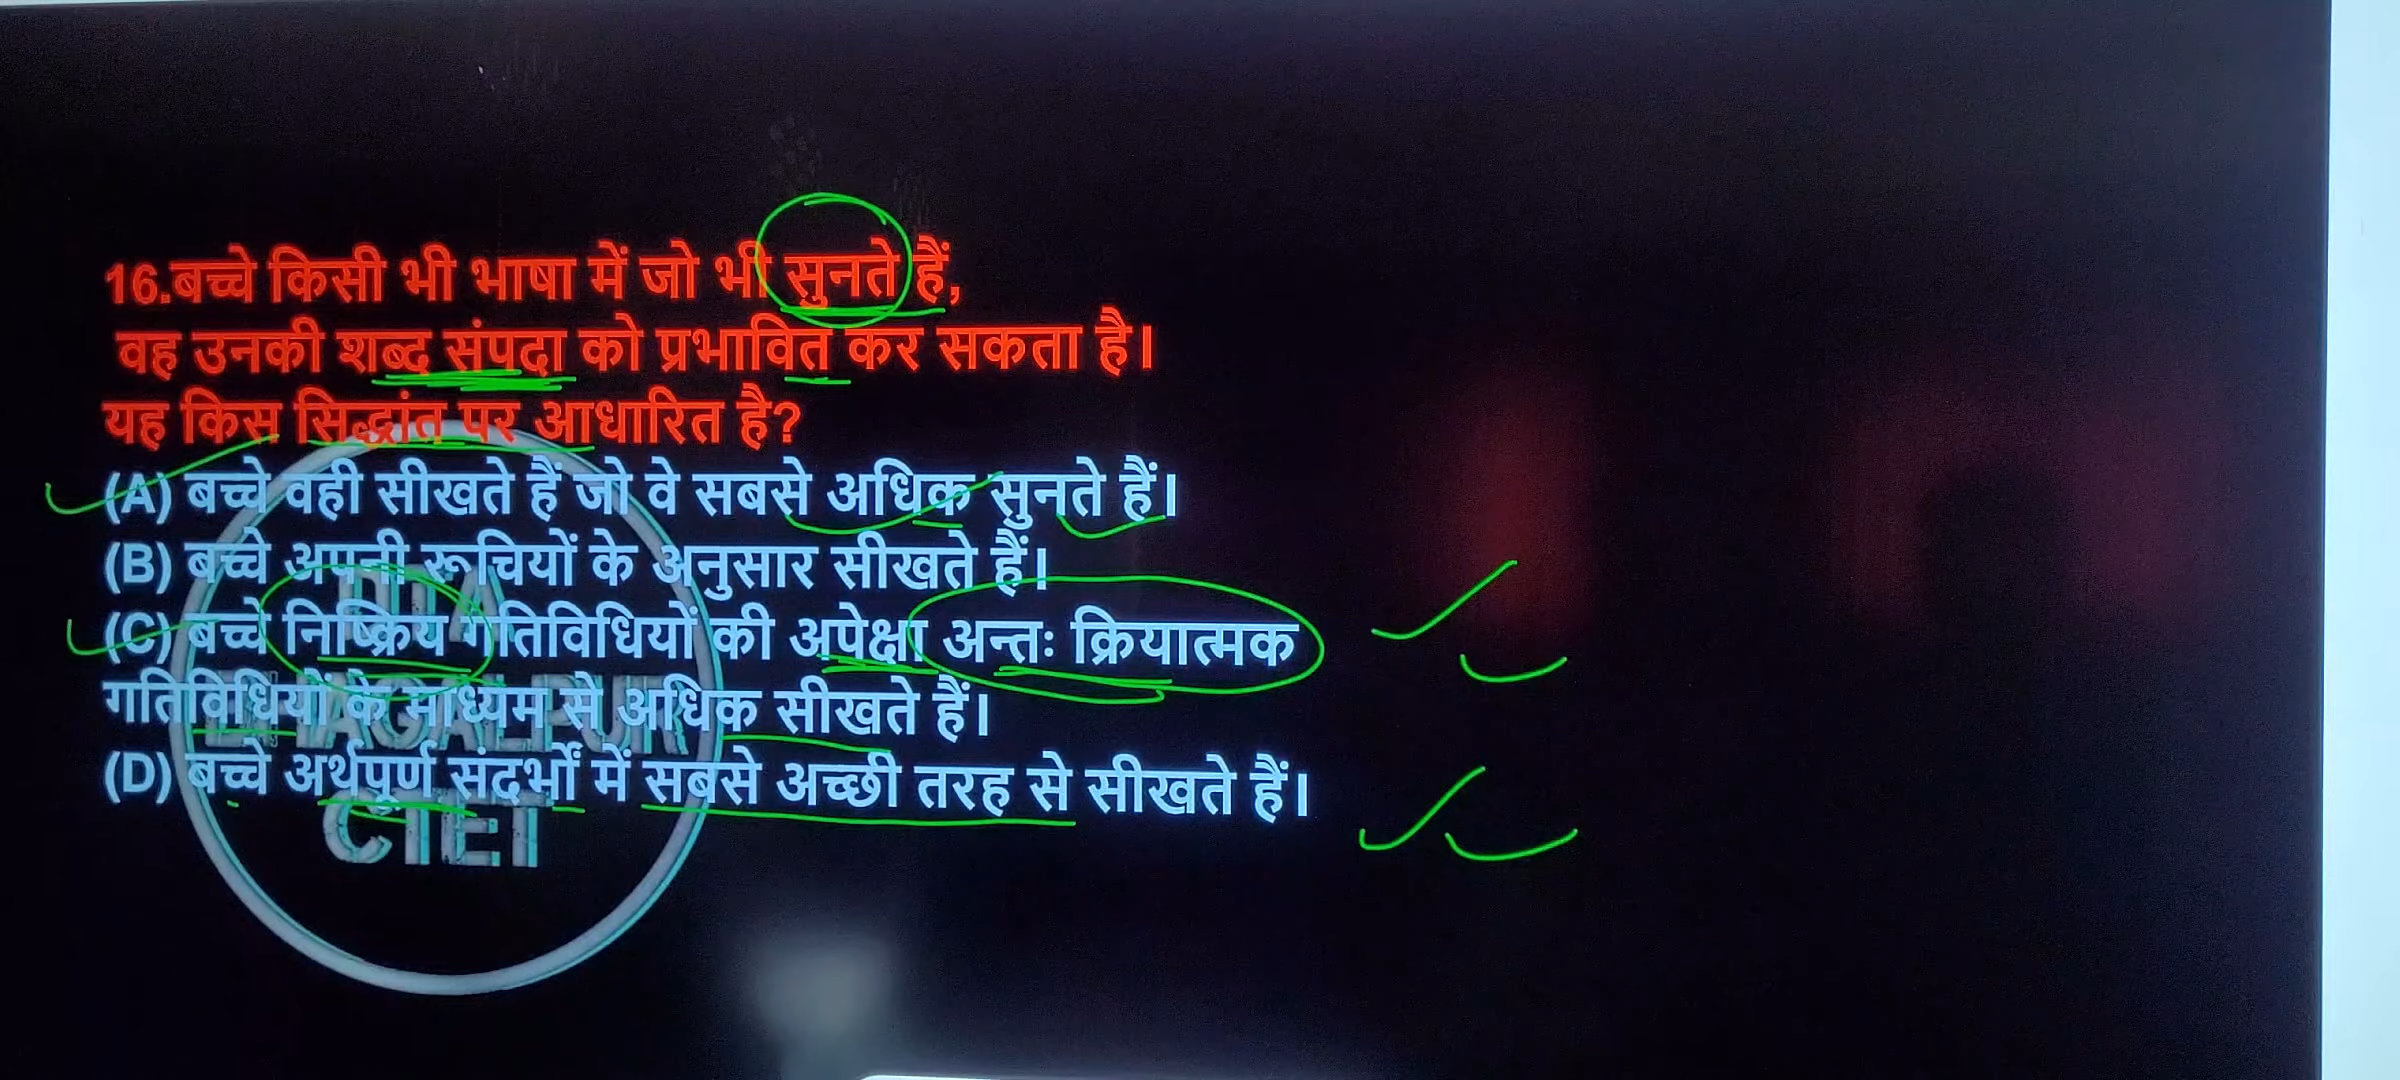 16.बच्चे किसी भी भाषा में जो भी सुनते हैं,
वह उनकी शब्द संपदा को प्रभावित कर सकता है।
यह किस सिद्धांत पर आधारित है?
(A) बच्चे वही सीखते हैं जो वे सबसे अधिक सुनते हैं।
(B) बच्चे अपनी रूचियों के अनुसार सीखते हैं।
(C) बच्चे निष्क्रिय गतिविधियों की अपेक्षा अन्तः क्रियात्मक
गतिविधियों के माध्यम से अधिक सीखते हैं।
(D) बच्चे अर्थपूर्ण संदर्भों में सबसे अच्छी तरह से सीखते हैं।
CTET